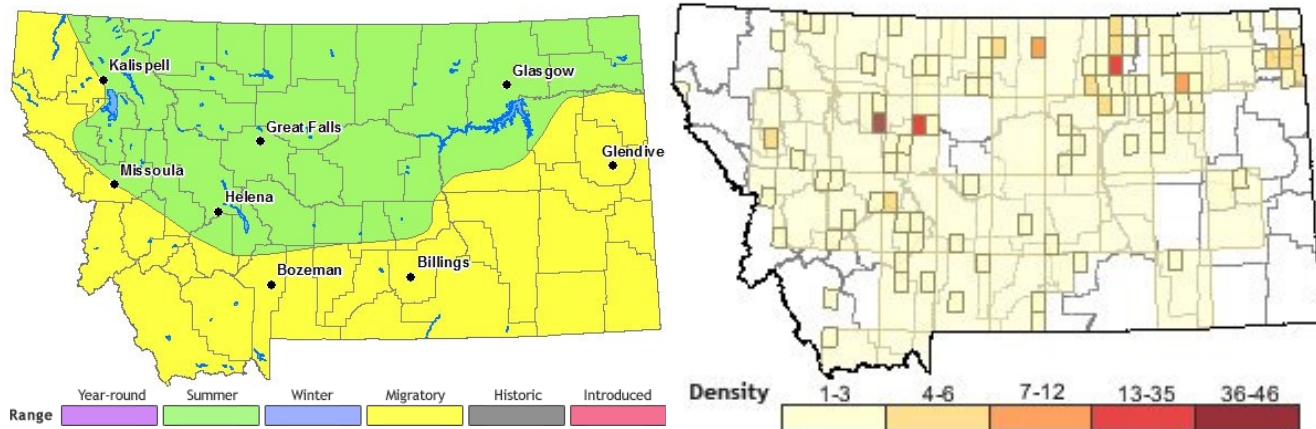 Kalispell
Glasgow
Great Falls
Glendive
Missoula
Helena
Bozeman
Billings
Range Year-round Summer Winter Migratory Historic Introduced
Density 1-3 4-6 7-12 13-35 36-46